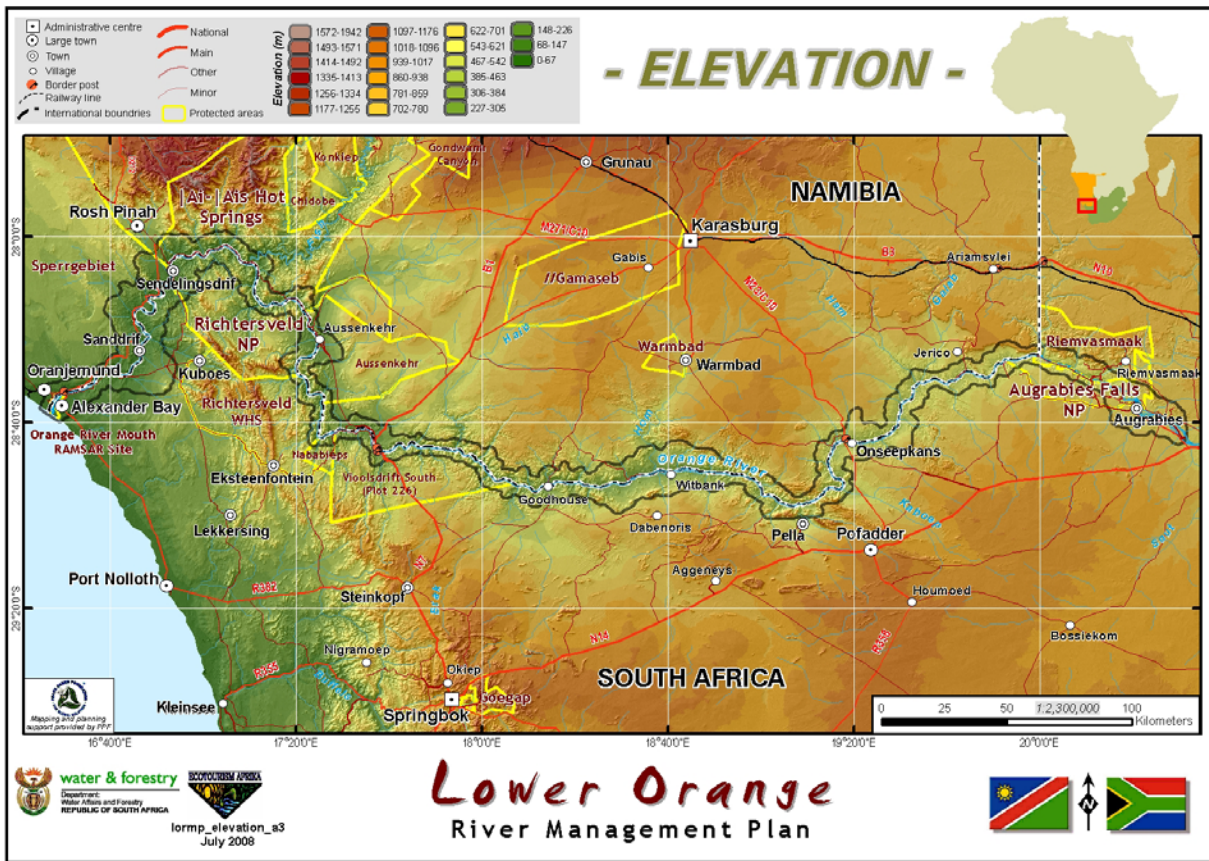 - ELEVATION -
Administrative centre
Large town
Town
Village
Border post
Railway line
International boundries
National
Main
Other
Minor
Protected areas
Elevation (m)
1572-1942
1493-1571
1414-1492
1335-1413
1256-1334
1177-1255
1097-1176
1018-1096
939-1017
860-938
781-859
702-780
622-701
543-621
467-542
385-463
306-384
227-305
148-226
68-147
0-67
Konkiep
Gondwana
Canyon
Grunau
NAMIBIA
Chidobe
|Ai-|Ais Hot
Springs
Rosh Pinah
Karasburg
M27/C10
28°0'0"S
B1
Gabis
B3
Ariamsvlei
N10
Sperrgebiet
//Gamaseb
Sendelingsdrif
M23/C10
Haib
Richtersveld
NP
Aussenkehr
Sanddrif
Aussenkehr
Warmbad
Warmbad
Jerico
Riemvasmaak
Riemvasmaak
Oranjemund
Kuboes
Augrabies Falls
NP
Alexander Bay
Richtersveld
WHS
Augrabies
28°40'0"S
Orange River Mouth
RAMSAR Site
Nababieps
Onseepkans
Orange River
Eksteenfontein
Vioolsdrift South
(Plot 226)
Goodhouse
Witbank
Lekkersing
Dabenoris
Pella
Kaboep
Pofadder
Sout
Port Nolloth
R382
N7
Aggeneys
Steinkopf
Houmoed
29°20'0"S
Bossiekom
N14
R358
Nigramoep
Okiep
R355
Buffels
SOUTH AFRICA
Goegap
Kleinsee
Springbok
Mapping and planning
support provided by PPF
0 25 50 1:2,300,000 100
Kilometers
16°40'0"E 17°20'0"E 18°0'0"E 18°40'0"E 19°20'0"E 20°0'0"E
water & forestry
Department:
Water Affairs and Forestry
REPUBLIC OF SOUTH AFRICA
ECOTOURISM AFRIKA
lormp_elevation_a3
July 2008
Lower Orange
River Management Plan
N